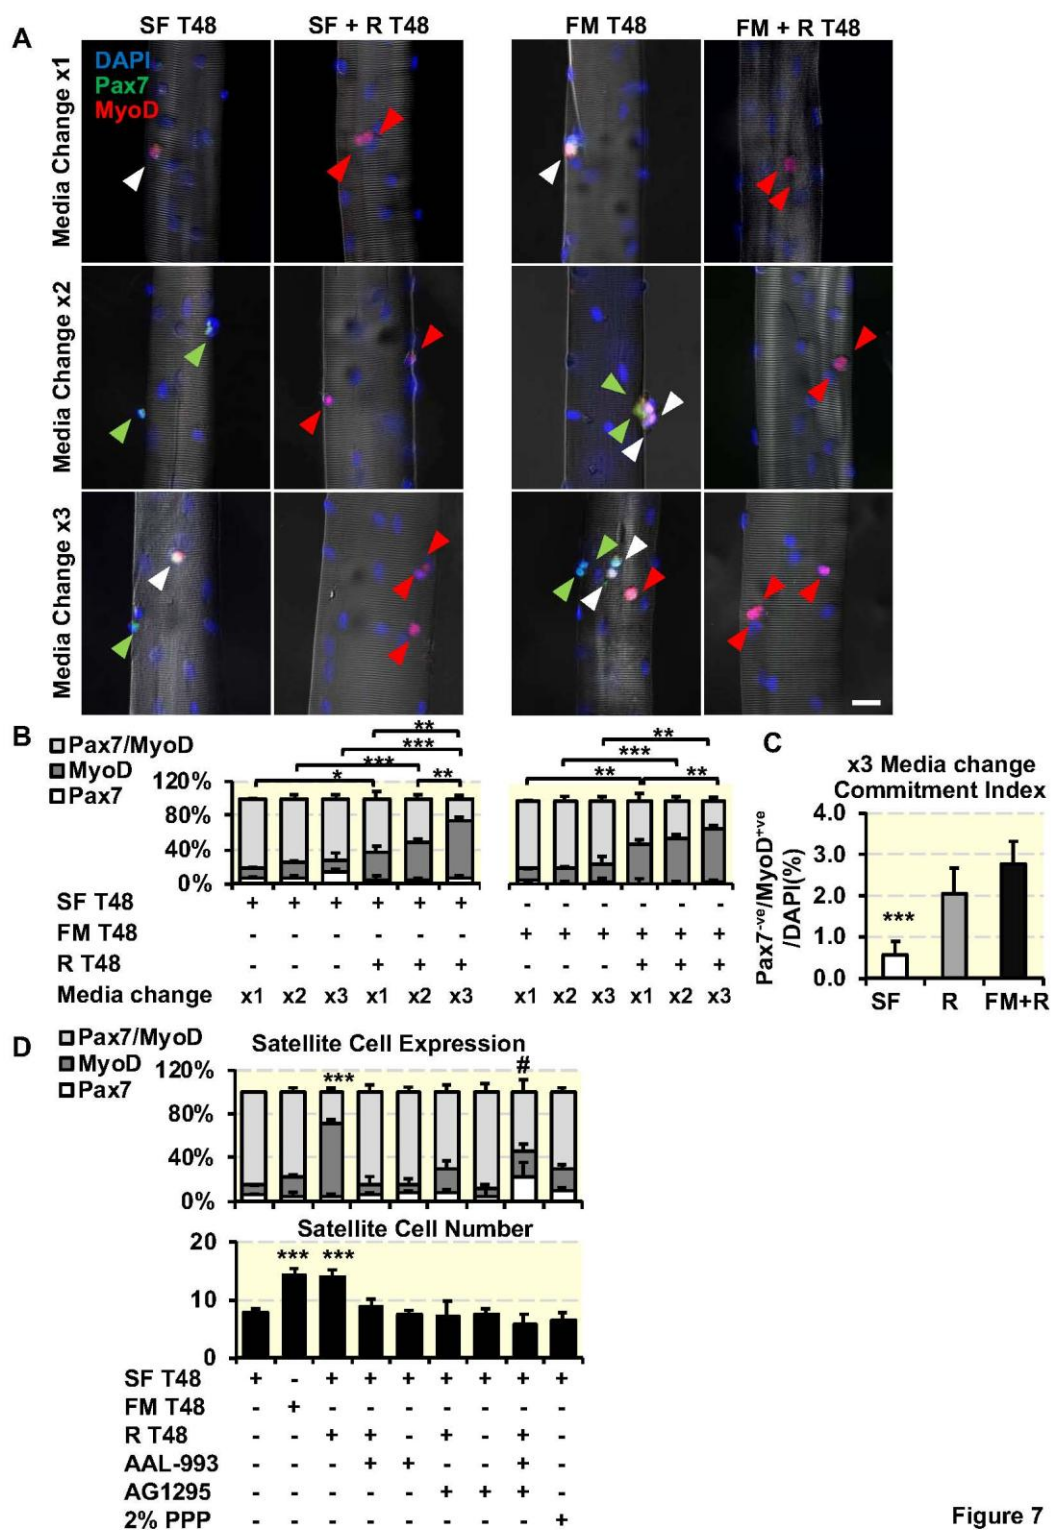 A
SF T48 SF + R T48 FM T48 FM + R T48
DAPI
Pax7
MyoD
Media Change x1
Media Change x2
Media Change x3
B
Pax7/MyoD
MyoD
Pax7
** ** 
*** ***
*** ** 
* ** ** **
120%
80%
40%
0%
SF T48 + + + + + + - - - - - -
FM T48 - - - - - - + + + + + +
R T48 - - - + + + - - - + + +
Media change x1 x2 x3 x1 x2 x3 x1 x2 x3 x1 x2 x3
C
x3 Media change
Commitment Index
Pax7-ve/MyoD+ve
/DAPI(%)
4.0
3.0
2.0
1.0
0.0
***
SF R FM+R
D
Pax7/MyoD
MyoD
Pax7
Satellite Cell Expression
120%
80%
40%
0%
*** #
Satellite Cell Number
20
10
0
*** ***
SF T48 + - + + + + + + +
FM T48 - + - - - - - - -
R T48 - - + + - + - + -
AAL-993 - - - + + - - + -
AG1295 - - - - - + + + -
2% PPP - - - - - - - - +
Figure 7